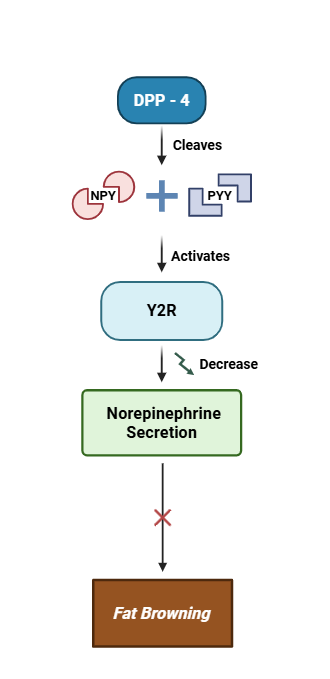 DPP - 4
Cleaves
NPY
PYY
Activates
Y2R
Decrease
Norepinephrine
Secretion
Fat Browning